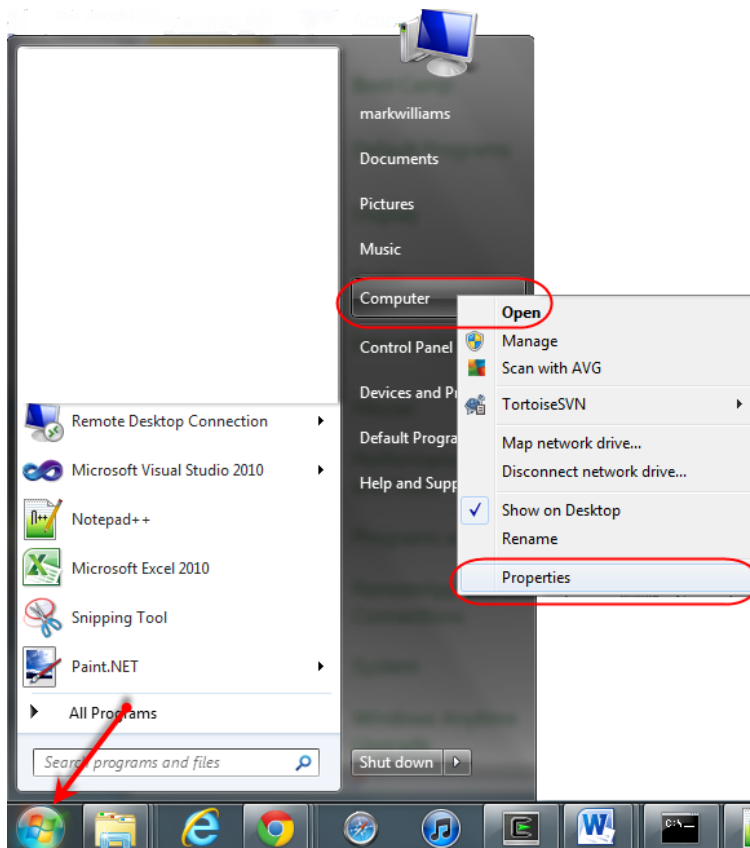 markwilliams
Documents
Pictures
Music
Computer
Control Panel
Devices and P
Default Progra
Help and Supp
Open
Manage
Scan with AVG
TortoiseSVN
Map network drive...
Disconnect network drive...
Show on Desktop
Rename
Properties
Remote Desktop Connection
Microsoft Visual Studio 2010
Notepad++
Microsoft Excel 2010
Snipping Tool
Paint.NET
All Programs
Search programs and files
Shut down
C:\_